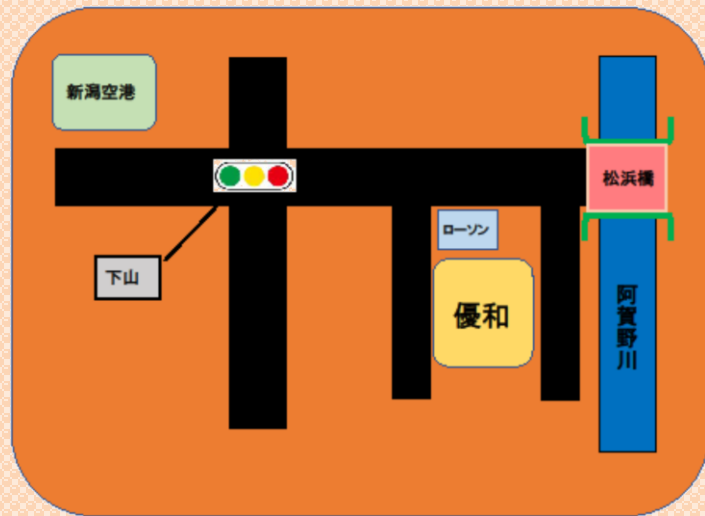 新潟空港
松浜橋
ローソン
下山
優和
阿賀野川